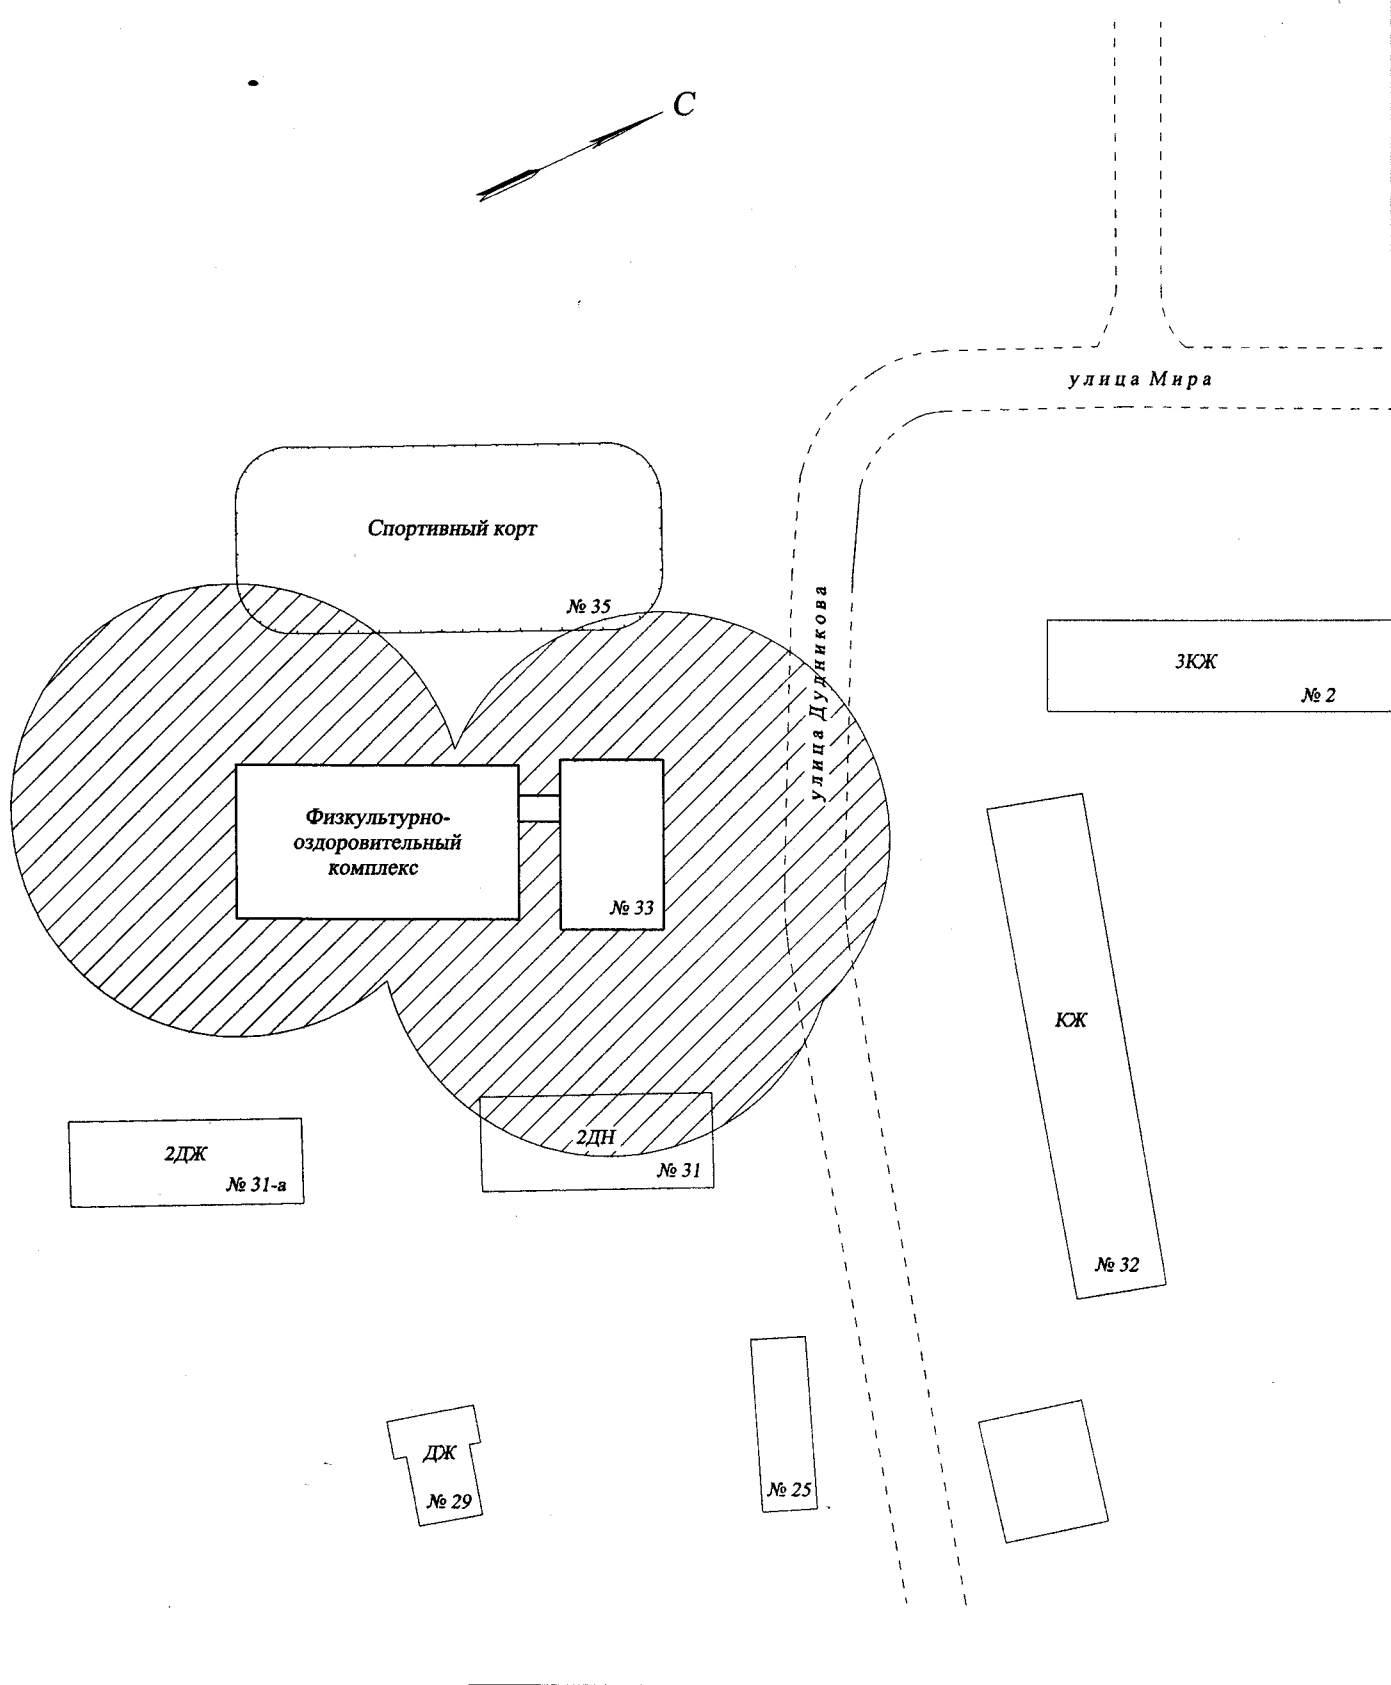 С
улица Мира
Спортивный корт
№ 35
улица Дудникова
3КЖ
№ 2
Физкультурно-
оздоровительный
комплекс
№ 33
КЖ
№ 32
2ДЖ
№ 31-а
2ДН
№ 31
ДЖ
№ 29
№ 25